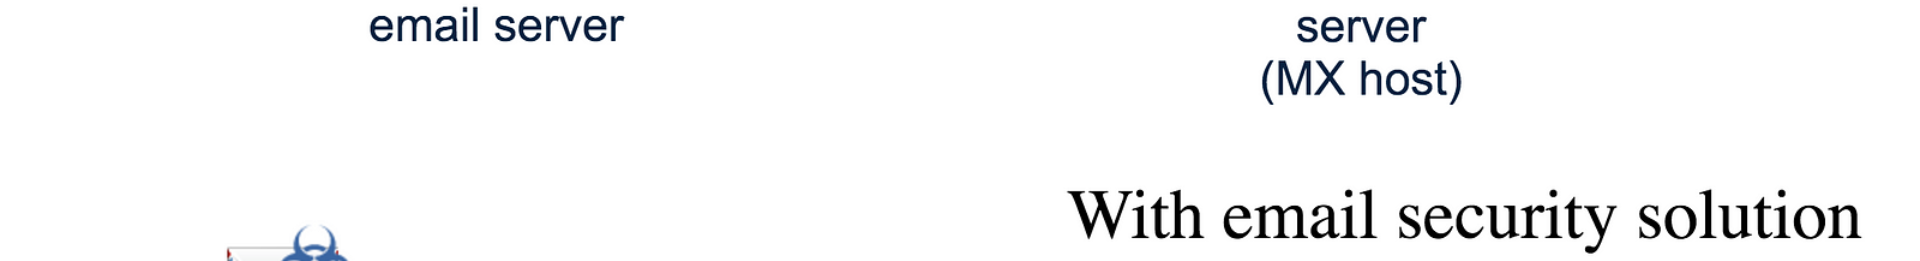 email server
server
(MX host)
With email security solution